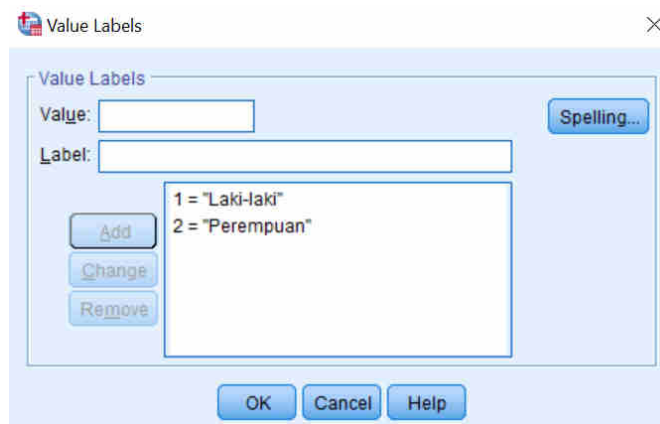 Value Labels
Value Labels
Value:
Spelling...
Label:
1 = "Laki-laki"
2 = "Perempuan"
Add
Change
Remove
OK Cancel Help